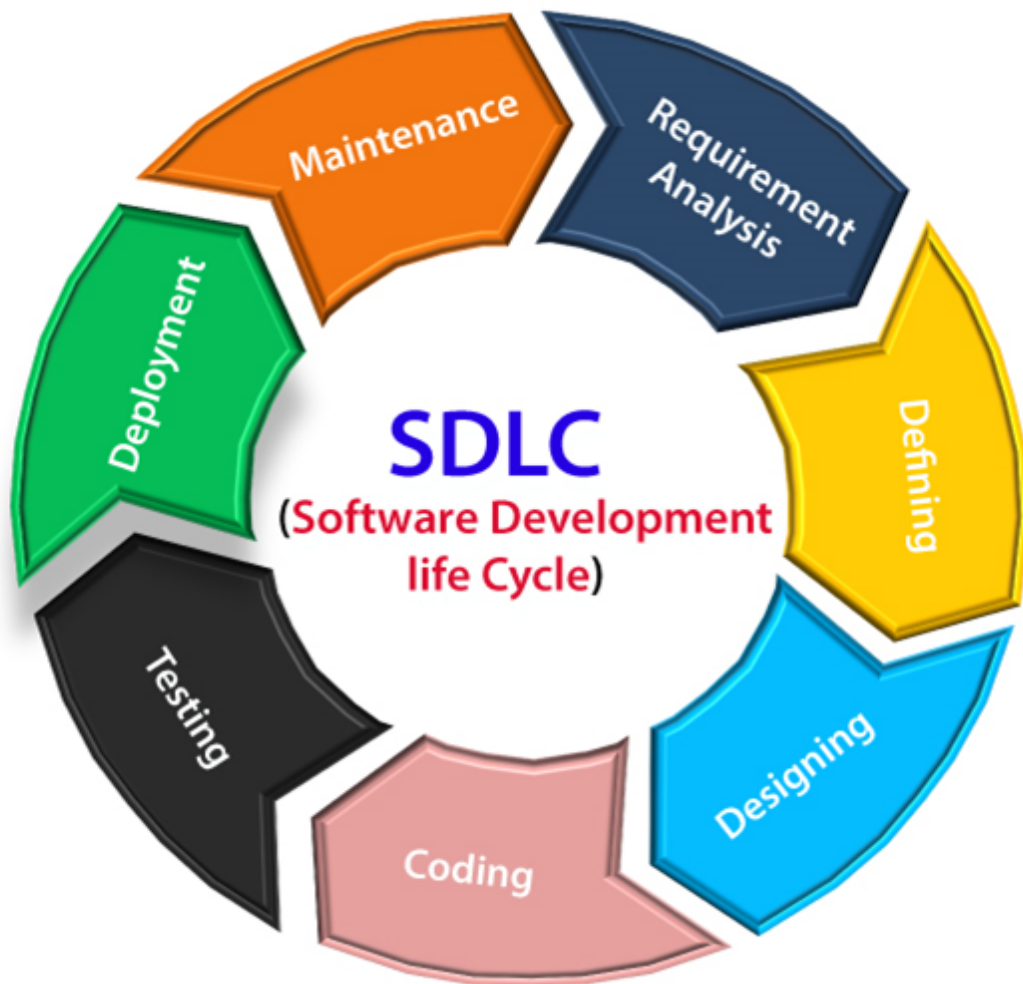 Maintenance
Requirement
Analysis
Defining
Designing
Coding
Testing
Deployment
SDLC
(Software Development
life Cycle)